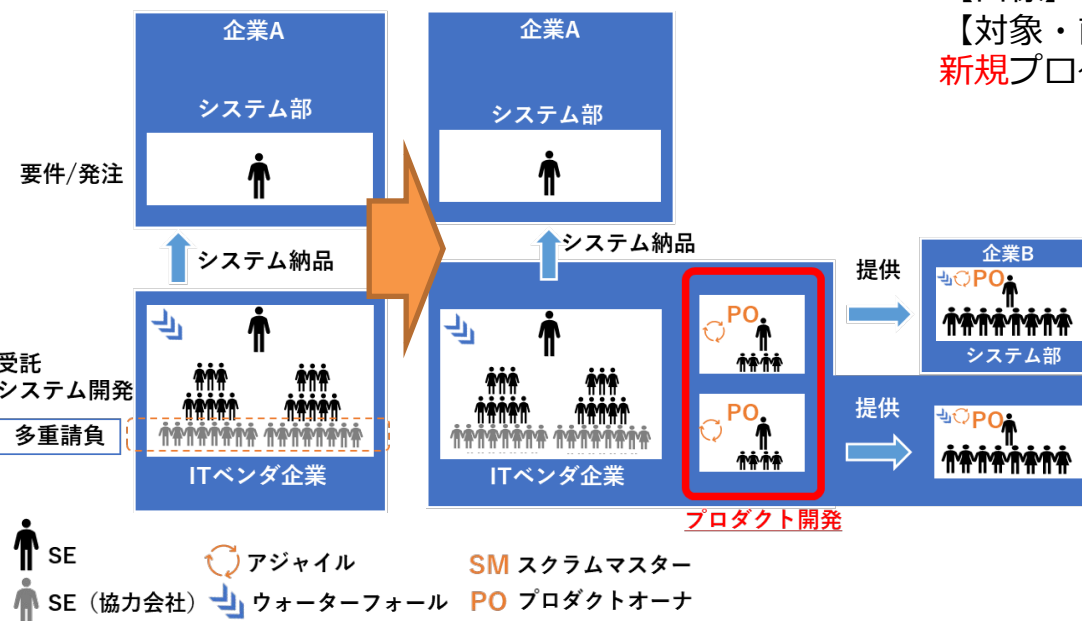 【対象・
新規プロ
企業A
システム部
要件/発注
システム納品
受託
システム開発
多重請負
ITベンダ企業
企業A
システム部
システム納品
ITベンダ企業
PO
PO
プロダクト開発
提供
企業B
PO
システム部
提供
PO
SE
SE（協力会社）
アジャイル
ウォーターフォール
SM スクラムマスター
PO プロダクトオーナ